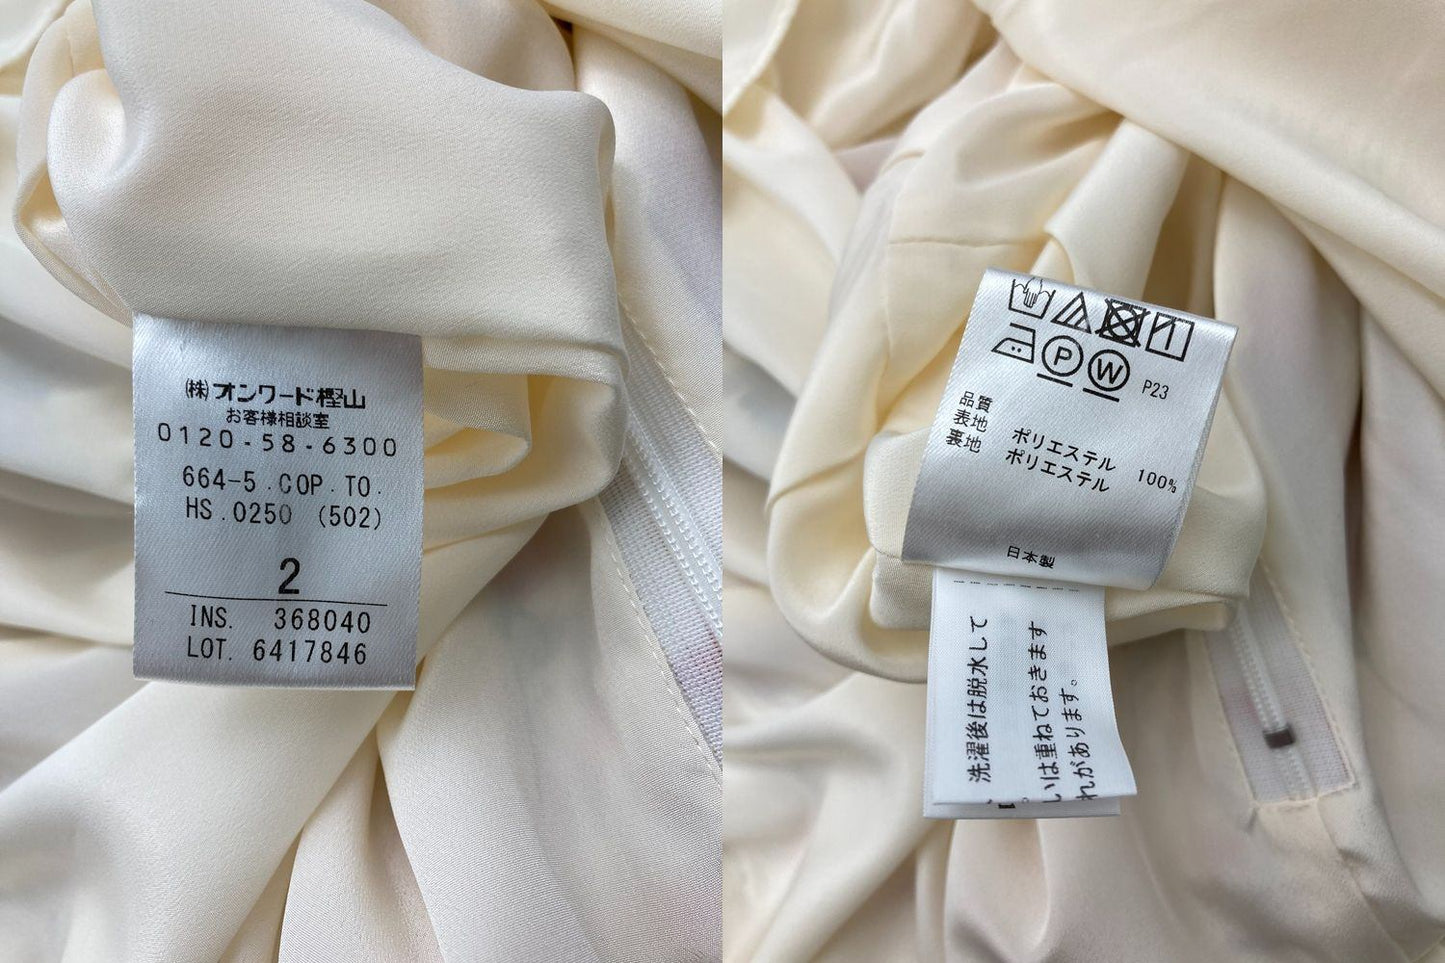 (株)オンワード樫山
お客様相談室
0120-58-6300
664-5.COP.TO.
HS.0250 (502)
2
INS. 368040
LOT. 6417846
P
W
P23
品質
表地 ポリエステル
裏地 ポリエステル 100%
日本製
洗濯後は脱水して
いは重ねておきます
れがあります。